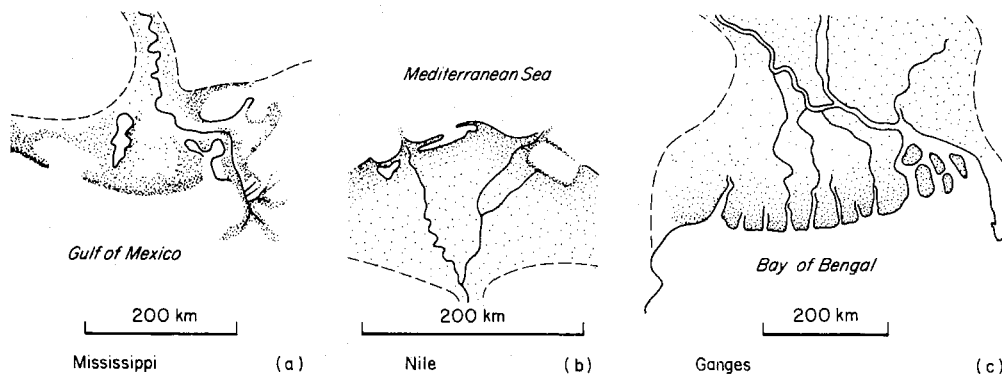 Mediterranean Sea
Gulf of Mexico
Bay of Bengal
200 km
200 km
200 km
Mississippi (a)
Nile (b)
Ganges (c)